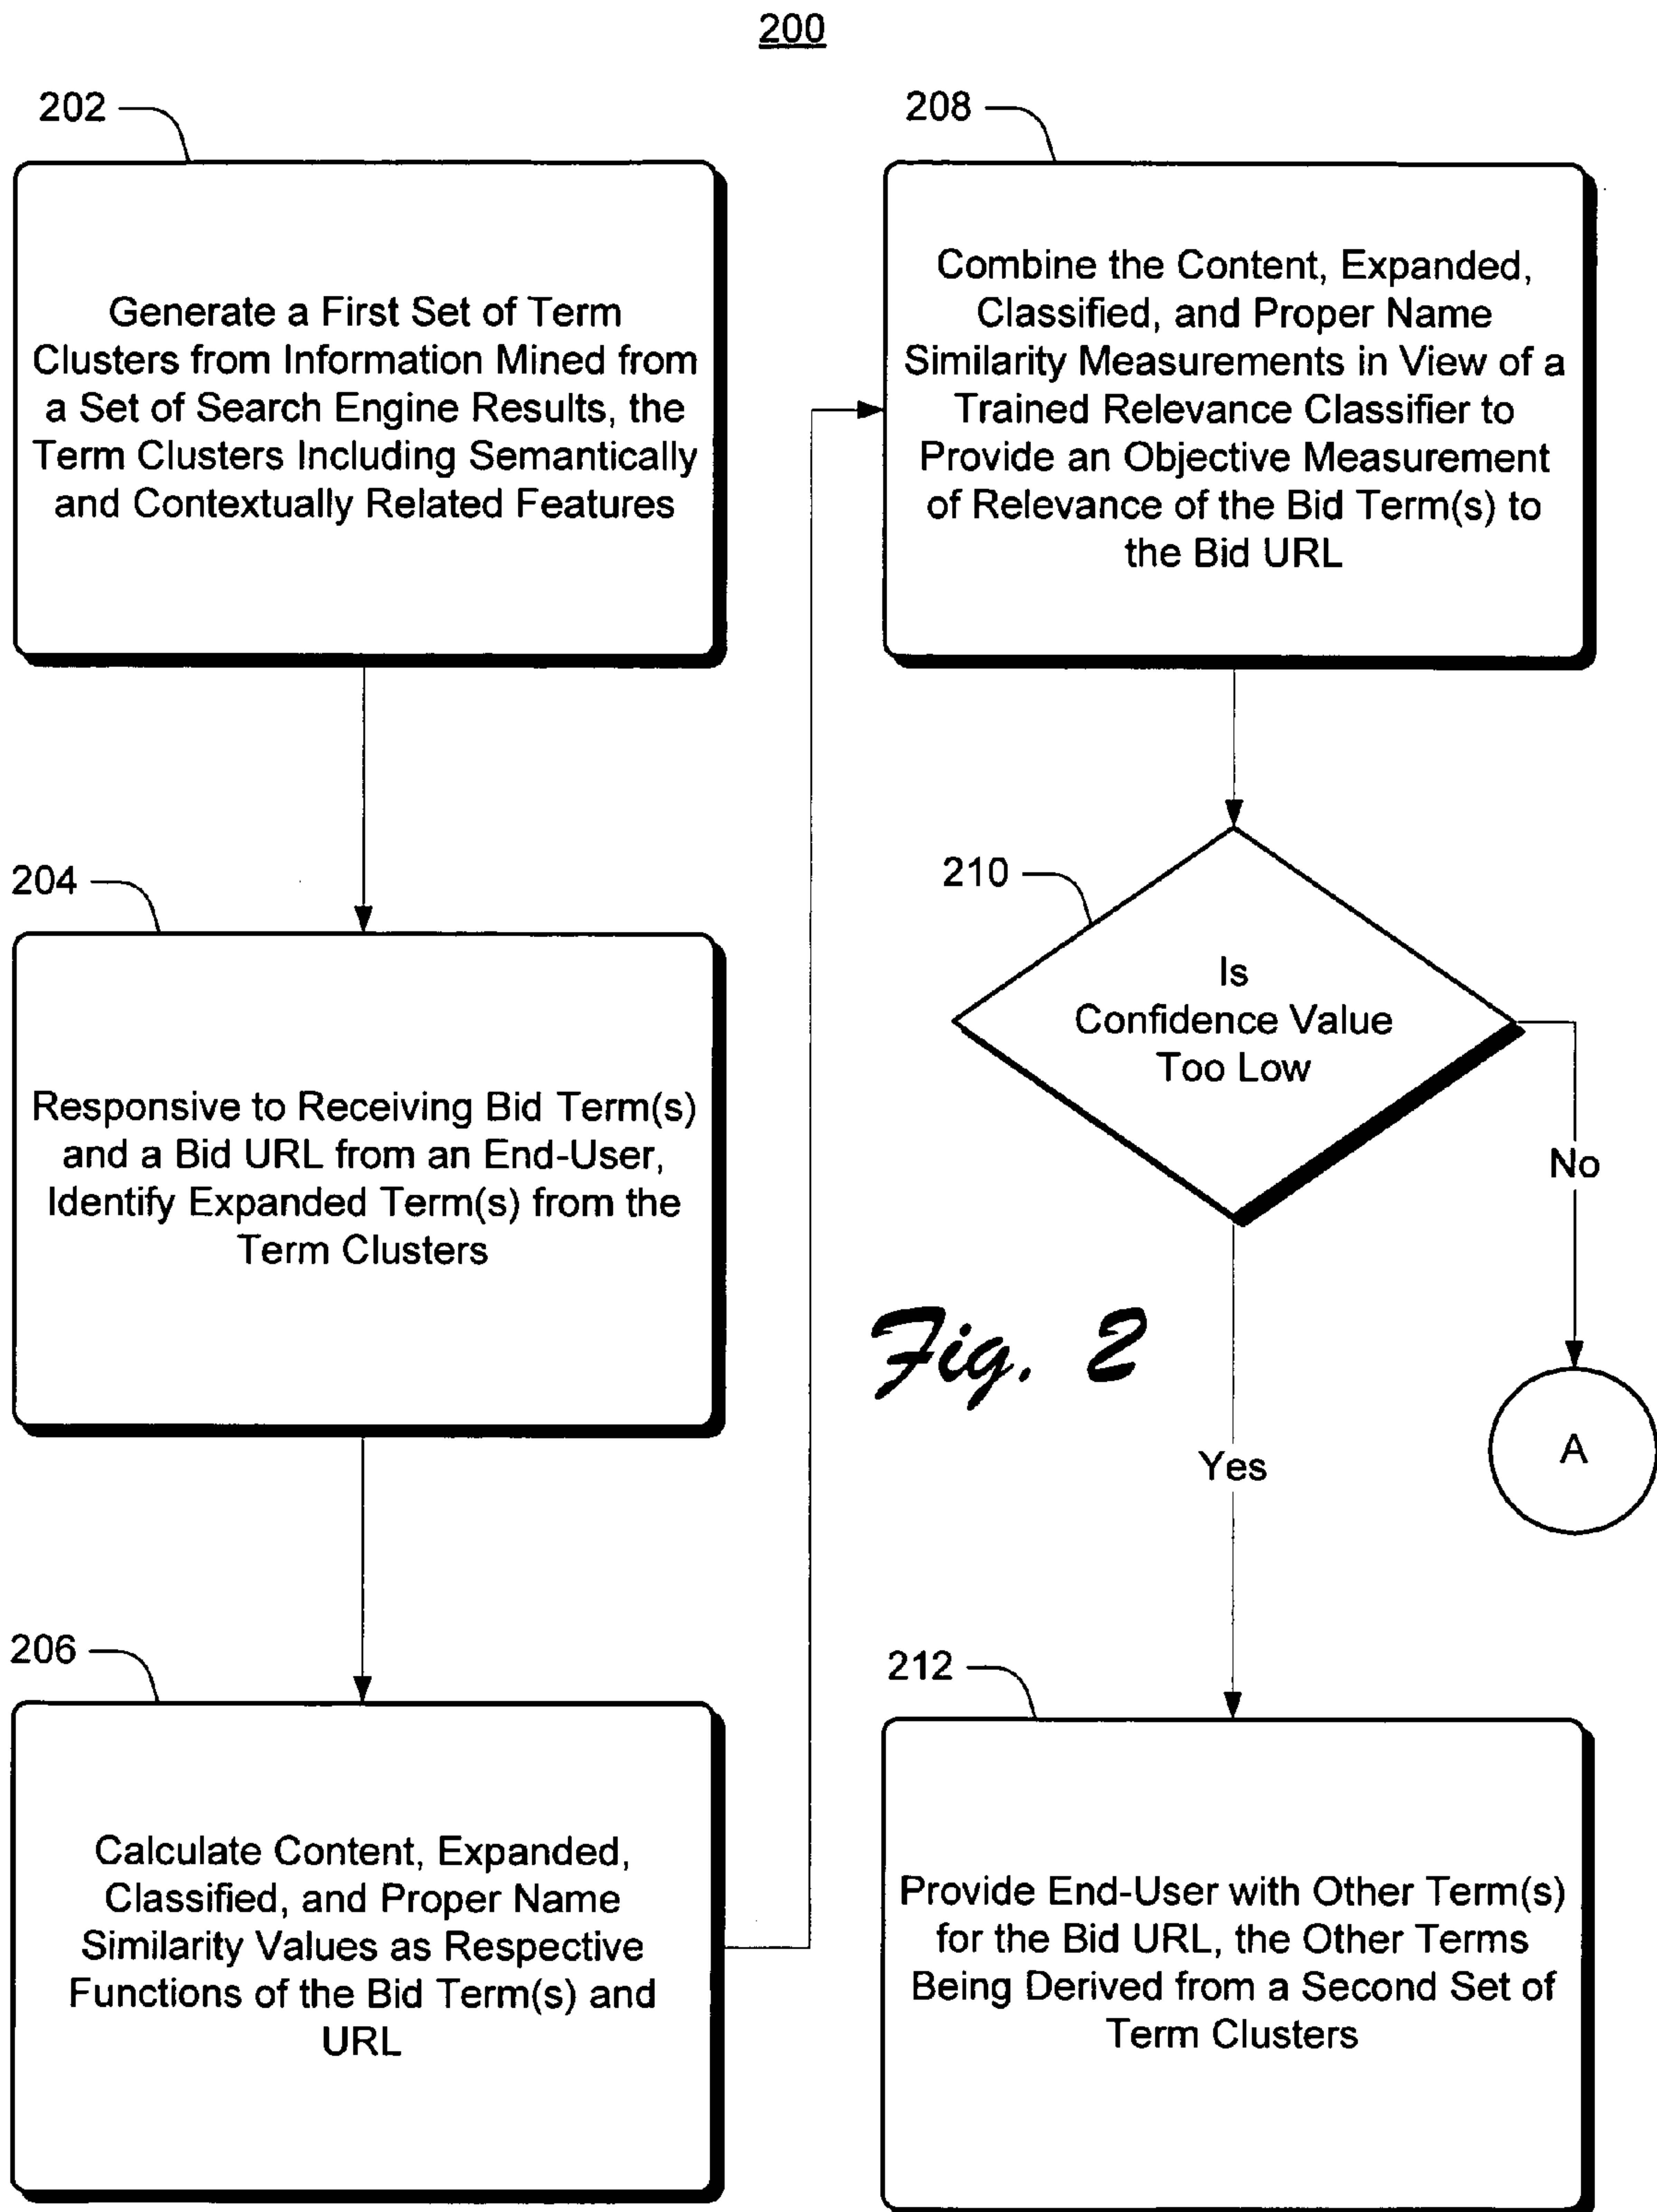 200
202
Generate a First Set of Term
Clusters from Information Mined from
a Set of Search Engine Results, the
Term Clusters Including Semantically
and Contextually Related Features
204
Responsive to Receiving Bid Term(s)
and a Bid URL from an End-User,
Identify Expanded Term(s) from the
Term Clusters
206
Calculate Content, Expanded,
Classified, and Proper Name
Similarity Values as Respective
Functions of the Bid Term(s) and
URL
208
Combine the Content, Expanded,
Classified, and Proper Name
Similarity Measurements in View of a
Trained Relevance Classifier to
Provide an Objective Measurement
of Relevance of the Bid Term(s) to
the Bid URL
210
Is
Confidence Value
Too Low
No
A
Yes
Fig. 2
212
Provide End-User with Other Term(s)
for the Bid URL, the Other Terms
Being Derived from a Second Set of
Term Clusters